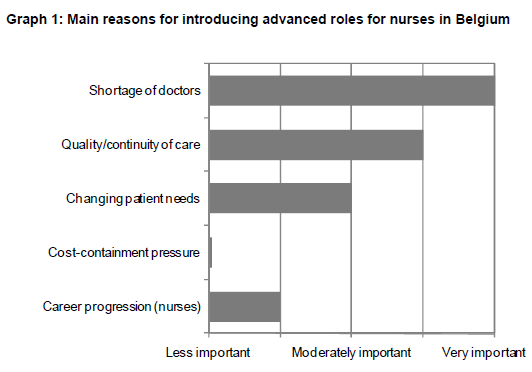 Graph 1: Main reasons for introducing advanced roles for nurses in Belgium
Shortage of doctors
Quality/continuity of care
Changing patient needs
Cost-containment pressure
Career progression (nurses)
Less important Moderately important Very important